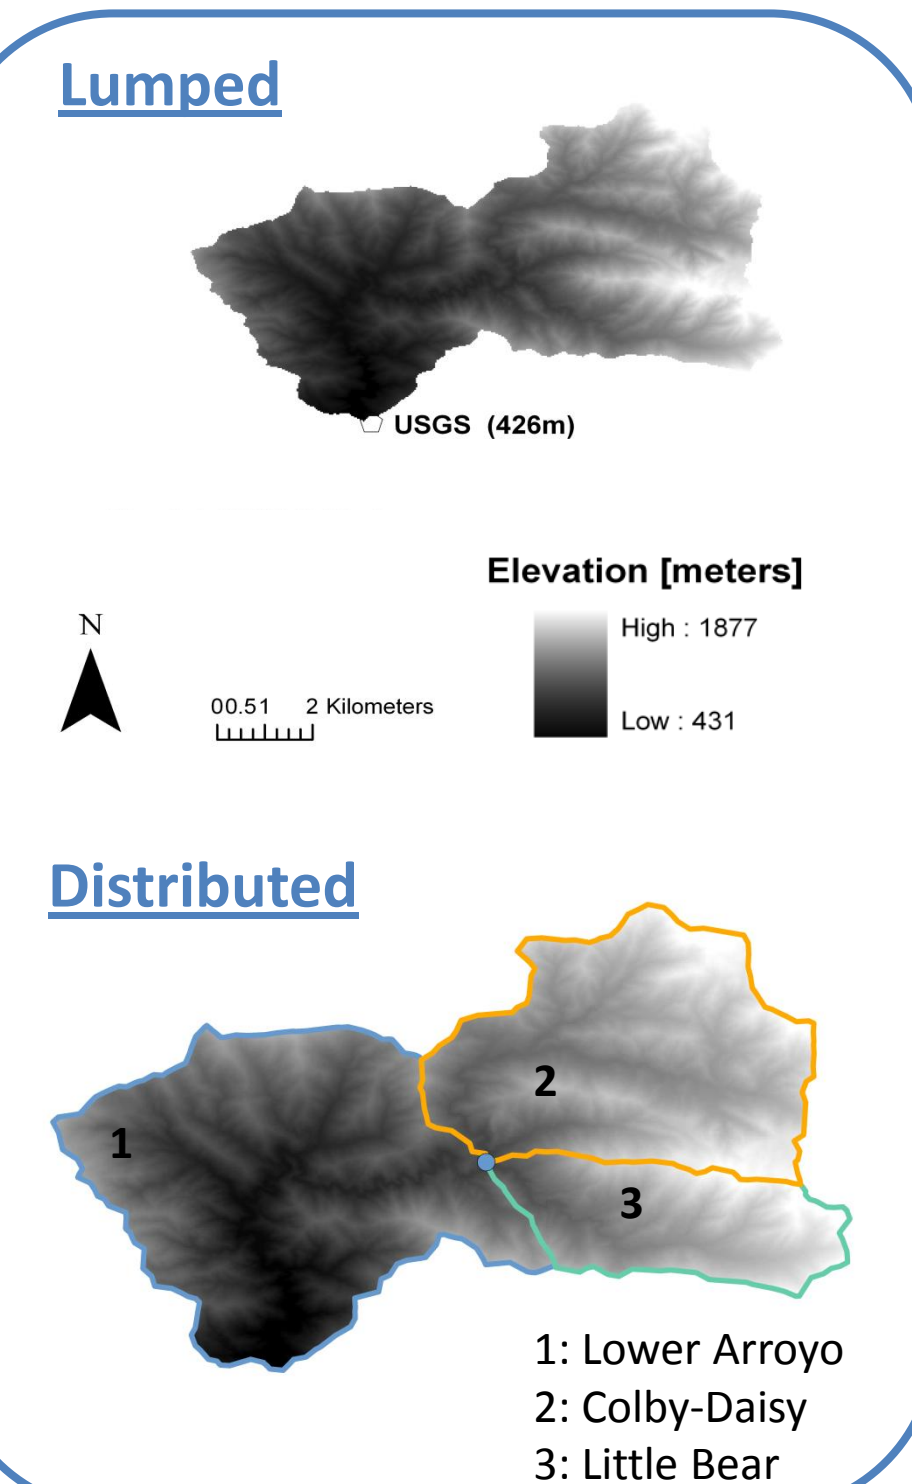 Lumped
USGS (426m)
Elevation [meters]
N
High : 1877
00.51 2 Kilometers
Low : 431
Distributed
2
1
3
1: Lower Arroyo
2: Colby-Daisy
3: Little Bear